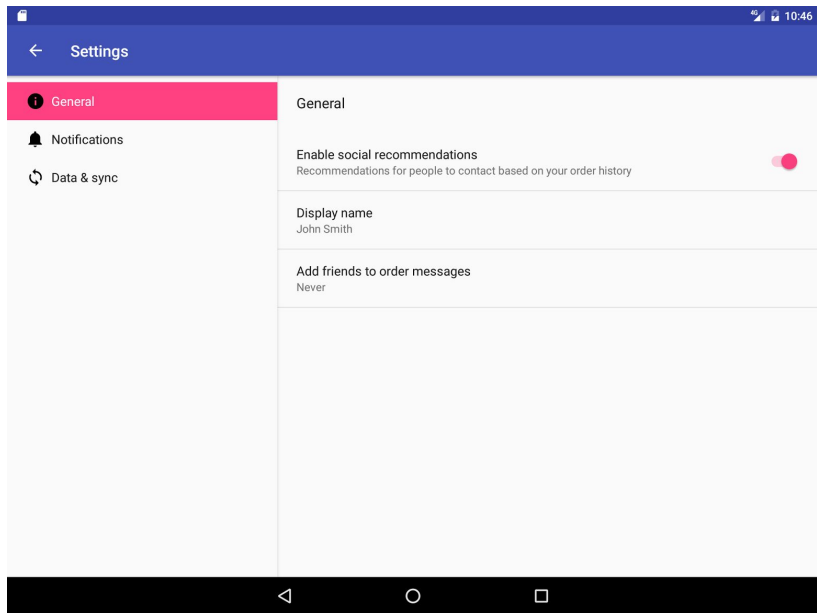 4G 10:46
Settings
General
Notifications
Data & sync
General
Enable social recommendations
Recommendations for people to contact based on your order history
Display name
John Smith
Add friends to order messages
Never